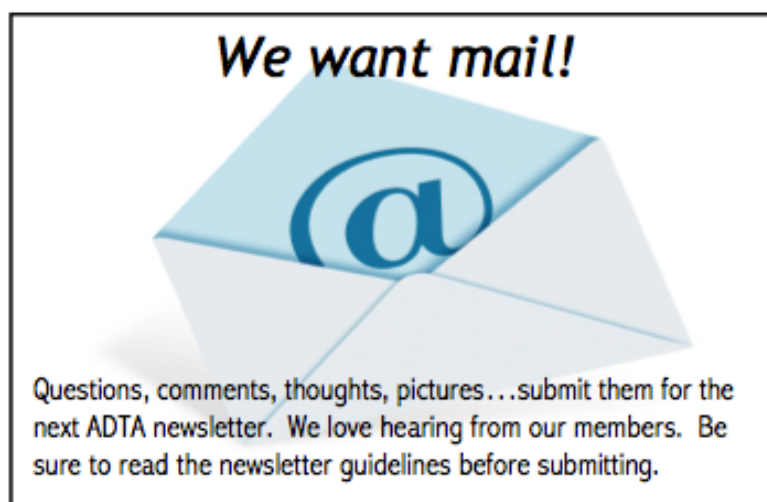 We want mail!
@
Questions, comments, thoughts, pictures...submit them for the
next ADTA newsletter.  We love hearing from our members.  Be
sure to read the newsletter guidelines before submitting.